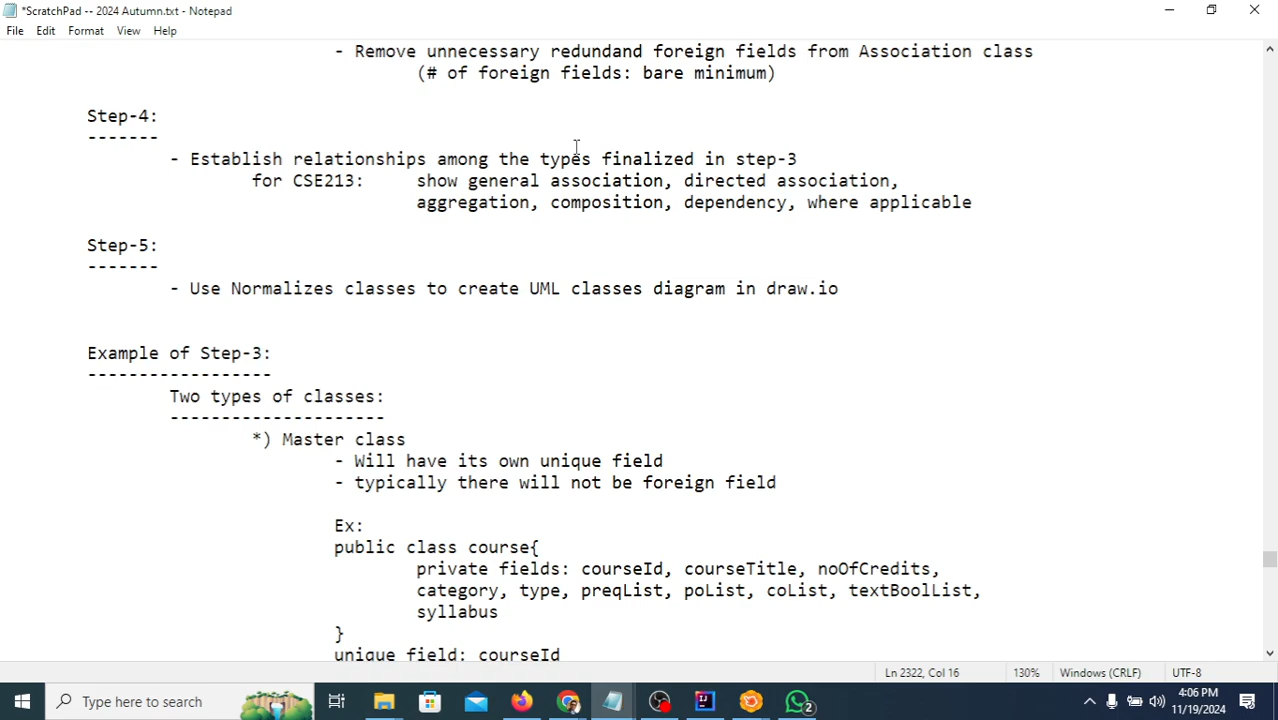 *ScratchPad -- 2024 Autumn.txt - Notepad
File Edit Format View Help
- Remove unnecessary redundand foreign fields from Association class
(# of foreign fields: bare minimum)
Step-4:
-------
- Establish relationships among the types finalized in step-3
for CSE213: show general association, directed association,
aggregation, composition, dependency, where applicable
Step-5:
-------
- Use Normalizes classes to create UML classes diagram in draw.io
Example of Step-3:
------------------
Two types of classes:
---------------------
*) Master class
- Will have its own unique field
- typically there will not be foreign field
Ex:
public class course{
private fields: courseId, courseTitle, noOfCredits,
category, type, preqList, poList, coList, textBoolList,
syllabus
}
unique field: courseId
Ln 2322, Col 16 130% Windows (CRLF) UTF-8
Type here to search
2
4:06 PM
11/19/2024